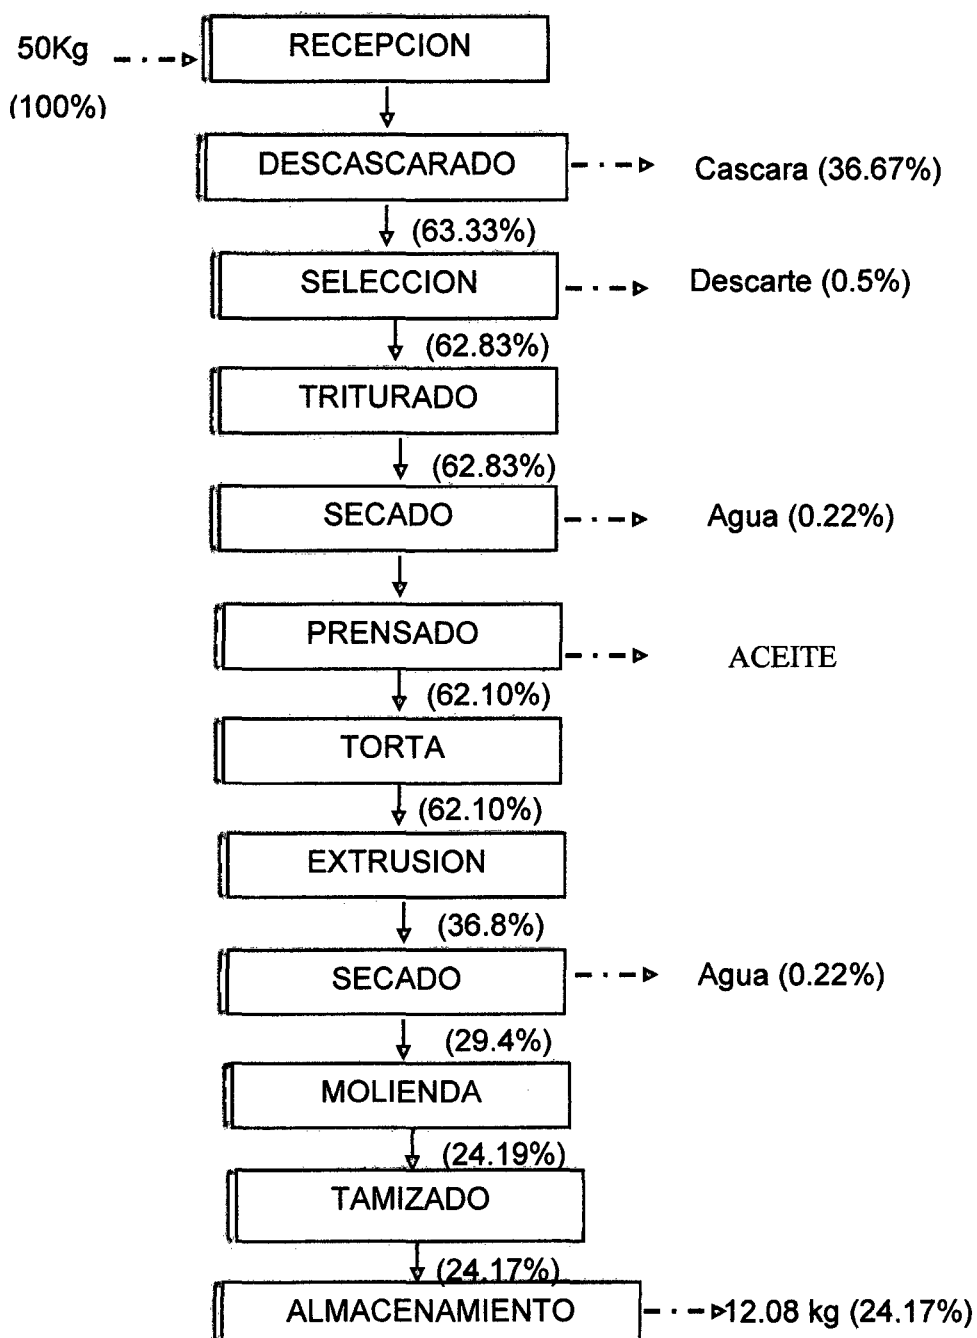 50Kg
(100%)
RECEPCION
DESCASCARADO
Cascara (36.67%)
(63.33%)
SELECCION
Descarte (0.5%)
(62.83%)
TRITURADO
(62.83%)
SECADO
Agua (0.22%)
PRENSADO
ACEITE
(62.10%)
TORTA
(62.10%)
EXTRUSION
(36.8%)
SECADO
Agua (0.22%)
(29.4%)
MOLIENDA
(24.19%)
TAMIZADO
(24.17%)
ALMACENAMIENTO
12.08 kg (24.17%)